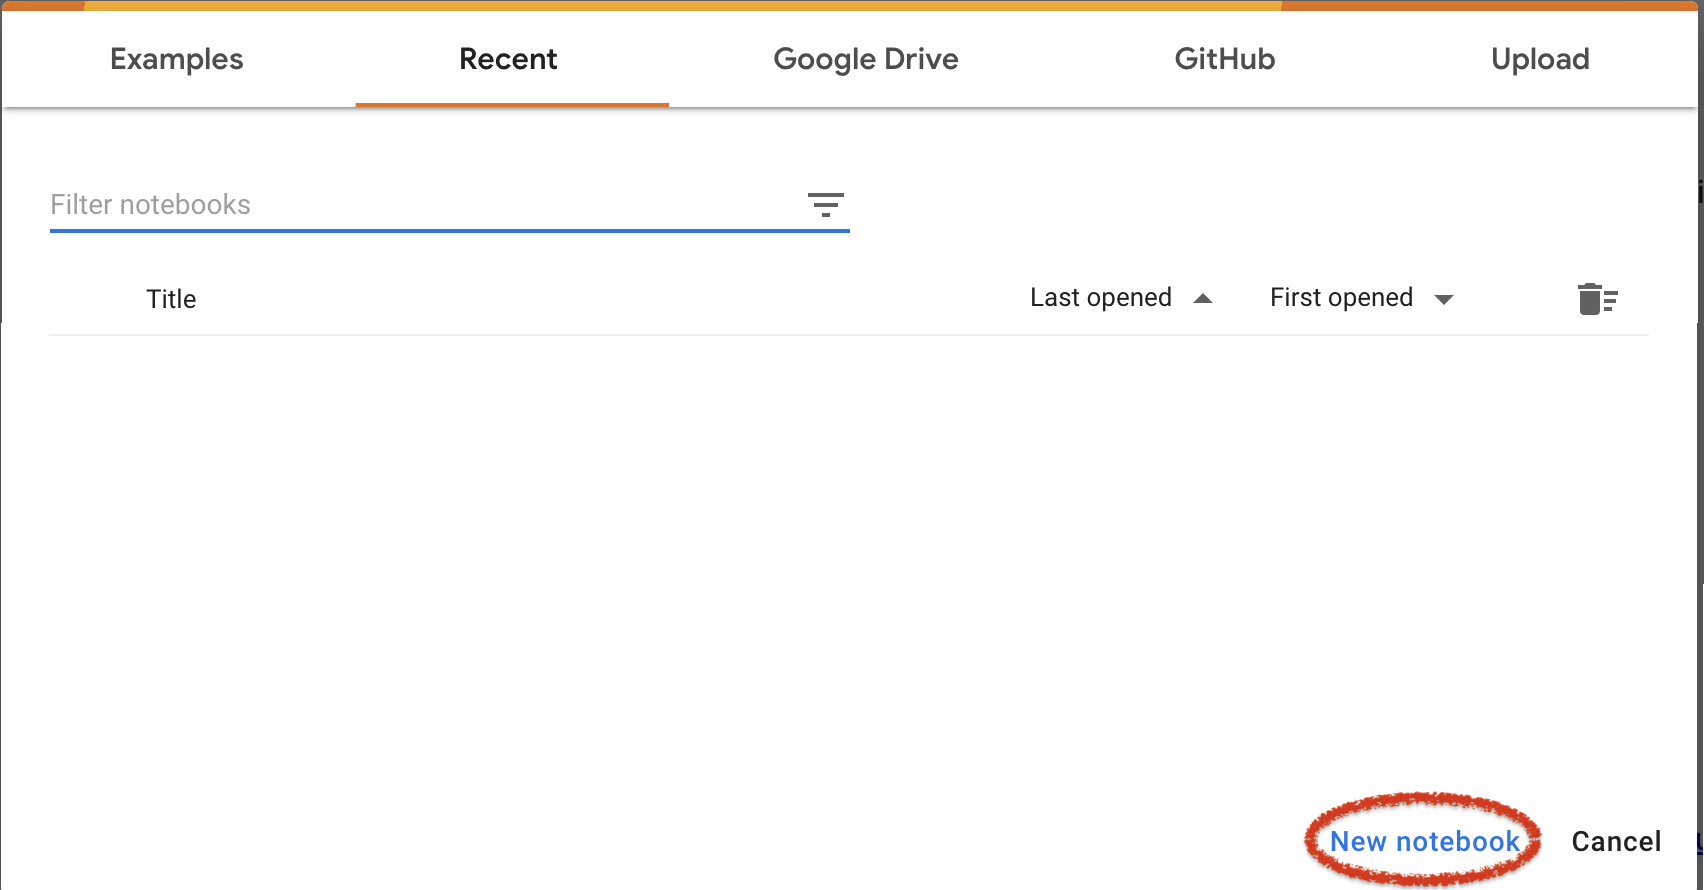 Examples Recent Google Drive GitHub Upload
Filter notebooks
Title Last opened First opened
New notebook Cancel